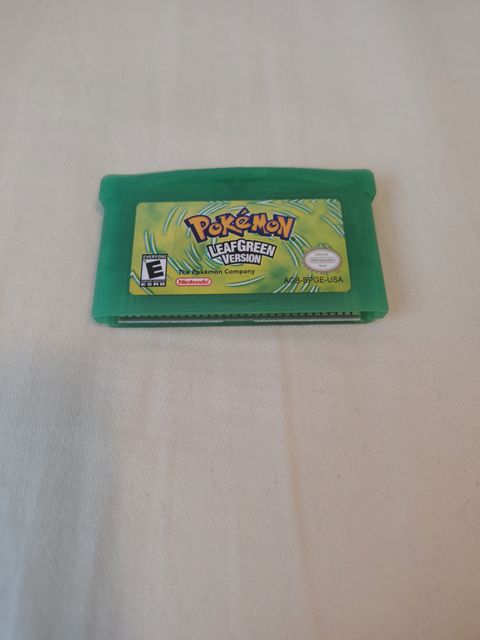 POKéMON
LEAFGREEN
VERSION
EVERYONE
E
ESRB
The Pokémon Company
Nintendo
AGB-BPGE-USA